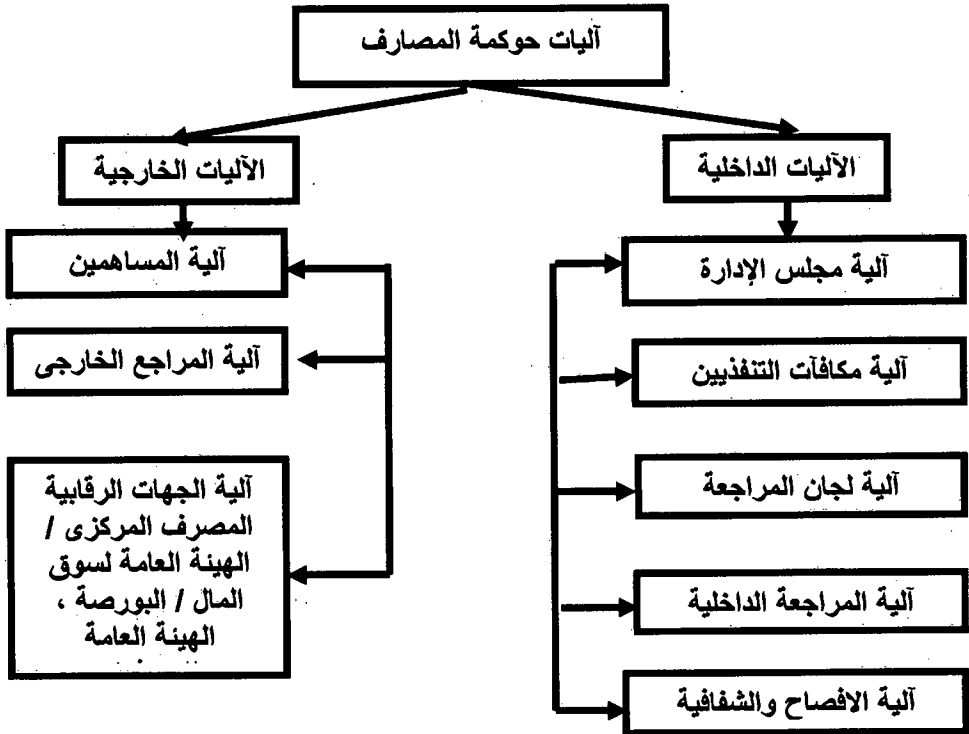 آليات حوكمة المصارف
الآليات الداخلية
الآليات الخارجية
آلية مجلس الإدارة
آلية مكافآت التنفذيين
آلية لجان المراجعة
آلية المراجعة الداخلية
آلية الافصاح والشفافية
آلية المساهمين
آلية المراجع الخارجى
آلية الجهات الرقابية
المصرف المركزى /
الهيئة العامة لسوق
المال / البورصة ،
الهيئة العامة